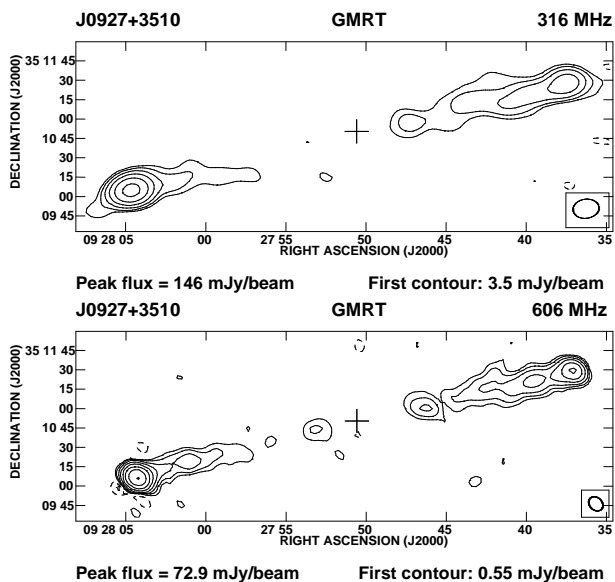 J0927+3510 GMRT 316 MHz
DECLINATION (J2000)
35 11 45
30
15
00
10 45
30
15
00
09 45
09 28 05 00 27 55 50 45 40 35
RIGHT ASCENSION (J2000)
Peak flux = 146 mJy/beam First contour: 3.5 mJy/beam
J0927+3510 GMRT 606 MHz
DECLINATION (J2000)
35 11 45
30
15
00
10 45
30
15
00
09 45
09 28 05 00 27 55 50 45 40 35
RIGHT ASCENSION (J2000)
Peak flux = 72.9 mJy/beam First contour: 0.55 mJy/beam